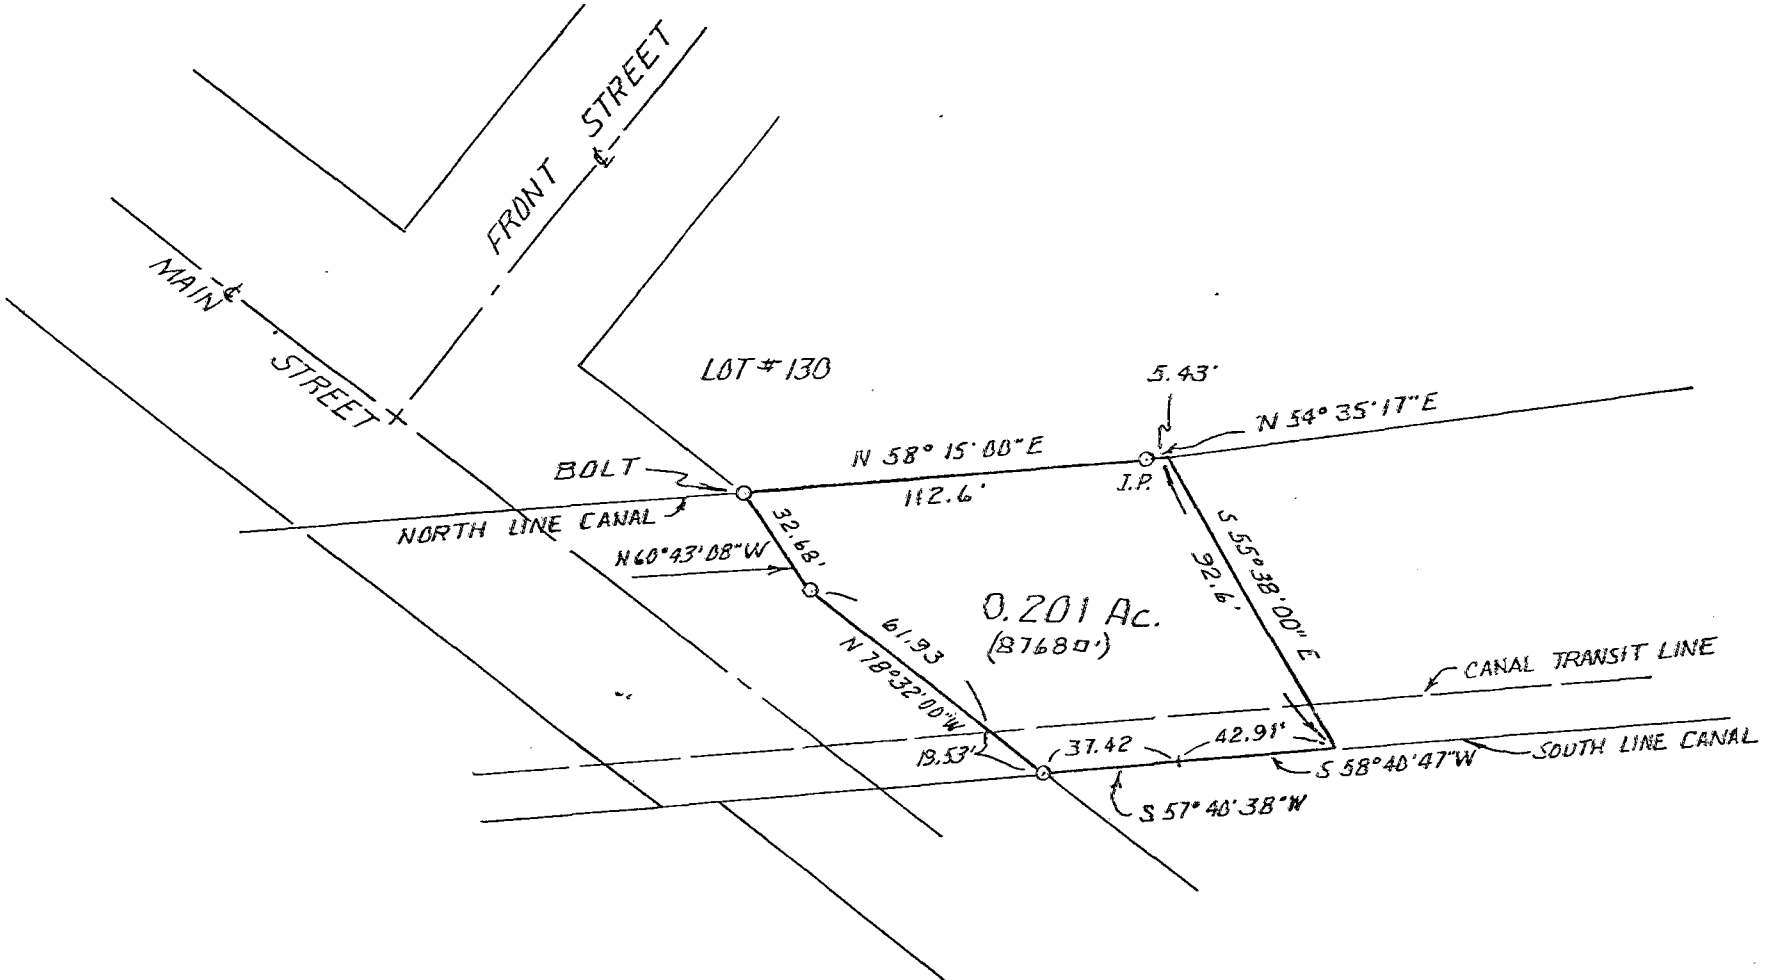 FRONT STREET
℄
MAIN ℄ STREET
LOT # 130
5.43'
N 54° 35' 17" E
BOLT
N 58° 15' 00" E
112.6'
I.P.
NORTH LINE CANAL
32.68'
N 60° 43' 08" W
S 55° 38' 00" E
92.6'
0.201 Ac.
(8768□')
61.93
N 78° 32' 00" W
CANAL TRANSIT LINE
19.53'
37.42
42.91'
SOUTH LINE CANAL
S 58° 40' 47" W
S 57° 40' 38" W